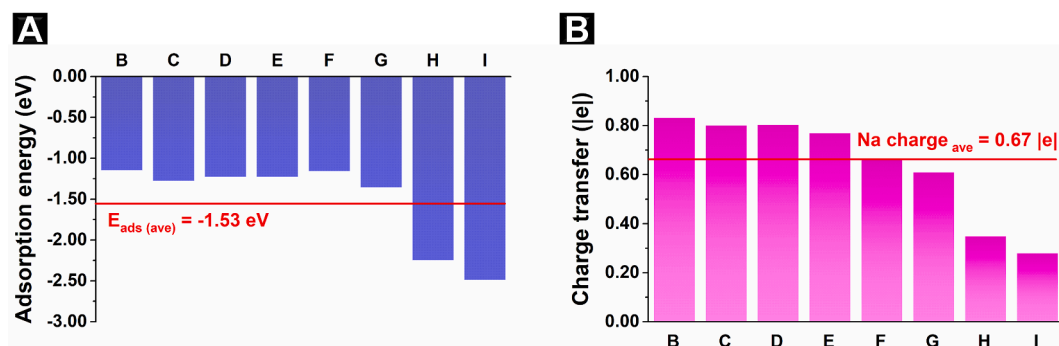 A
B C D E F G H I
Adsorption energy (eV)
0.00
-0.50
-1.00
-1.50
-2.00
-2.50
-3.00
E ads (ave) = -1.53 eV
B
Charge transfer (|e|)
1.00
0.80
0.60
0.40
0.20
0.00
Na charge ave = 0.67 |e|
B C D E F G H I